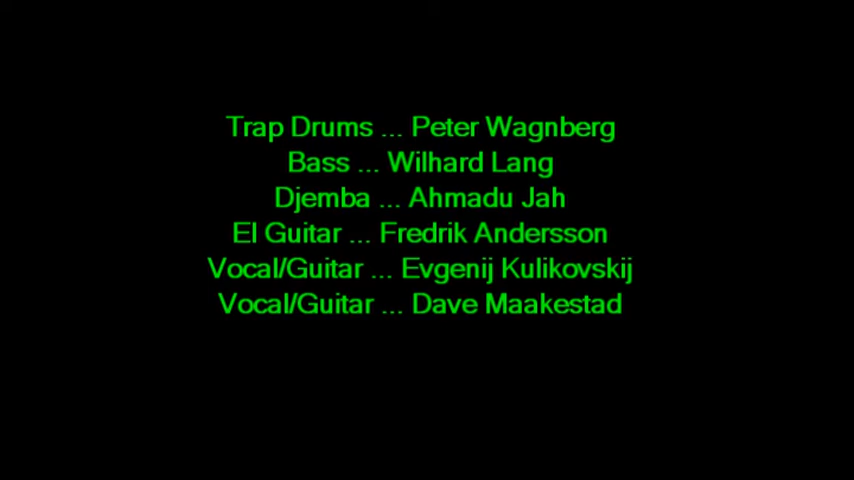 Trap Drums ... Peter Wagnberg
Bass ... Wilhard Lang
Djemba ... Ahmadu Jah
El Guitar ... Fredrik Andersson
Vocal/Guitar ... Evgenij Kulikovskij
Vocal/Guitar ... Dave Maakestad